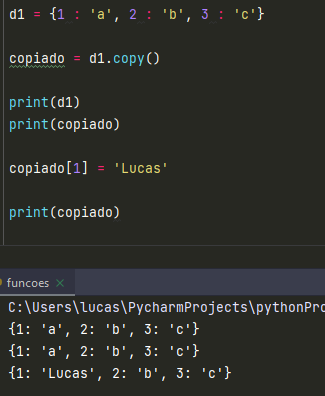 d1 = {1 : 'a', 2 : 'b', 3 : 'c'}
copiado = d1.copy()
print(d1)
print(copiado)
copiado[1] = 'Lucas'
print(copiado)
funcoes ×
C:\Users\lucas\PycharmProjects\pythonPro
{1: 'a', 2: 'b', 3: 'c'}
{1: 'a', 2: 'b', 3: 'c'}
{1: 'Lucas', 2: 'b', 3: 'c'}